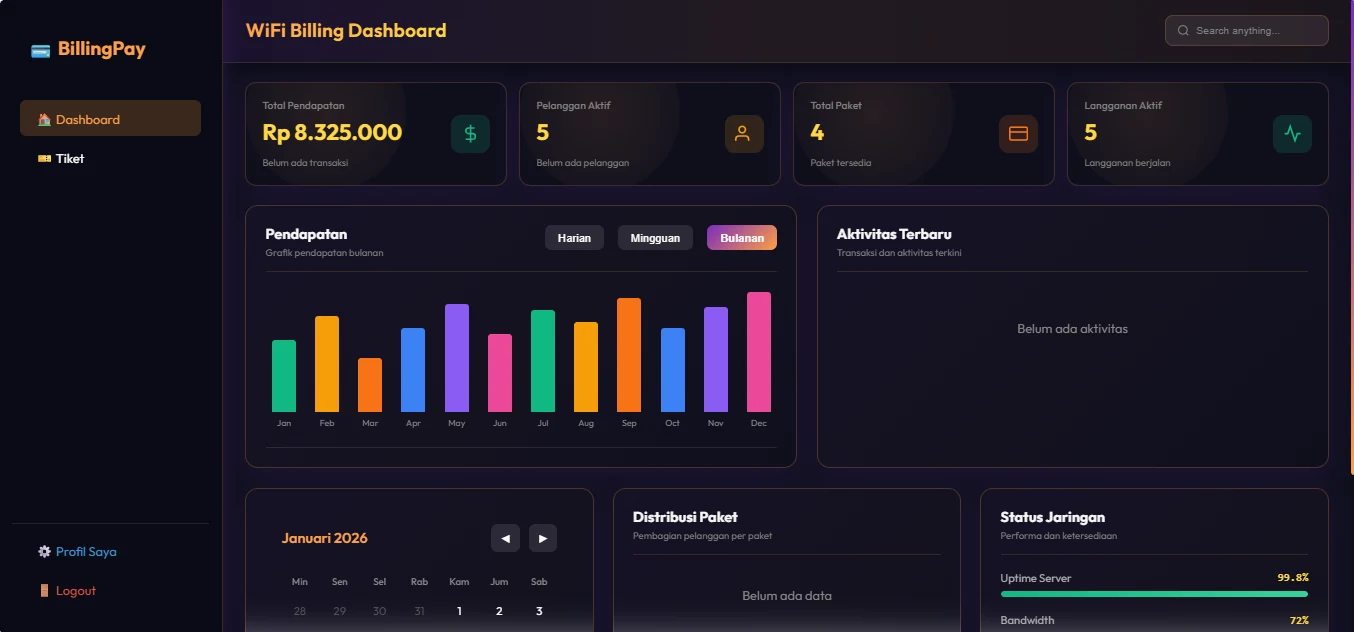 BillingPay
Dashboard
Tiket
Profil Saya
Logout
WiFi Billing Dashboard
Search anything...
Total Pendapatan
Rp 8.325.000
Belum ada transaksi
Pelanggan Aktif
5
Belum ada pelanggan
Total Paket
4
Paket tersedia
Langganan Aktif
5
Langganan berjalan
Pendapatan
Grafik pendapatan bulanan
Harian Mingguan Bulanan
Jan Feb Mar Apr May Jun Jul Aug Sep Oct Nov Dec
Aktivitas Terbaru
Transaksi dan aktivitas terkini
Belum ada aktivitas
Januari 2026
Min Sen Sel Rab Kam Jum Sab
28 29 30 31 1 2 3
Distribusi Paket
Pembagian pelanggan per paket
Belum ada data
Status Jaringan
Performa dan ketersediaan
Uptime Server 99.8%
Bandwidth 72%